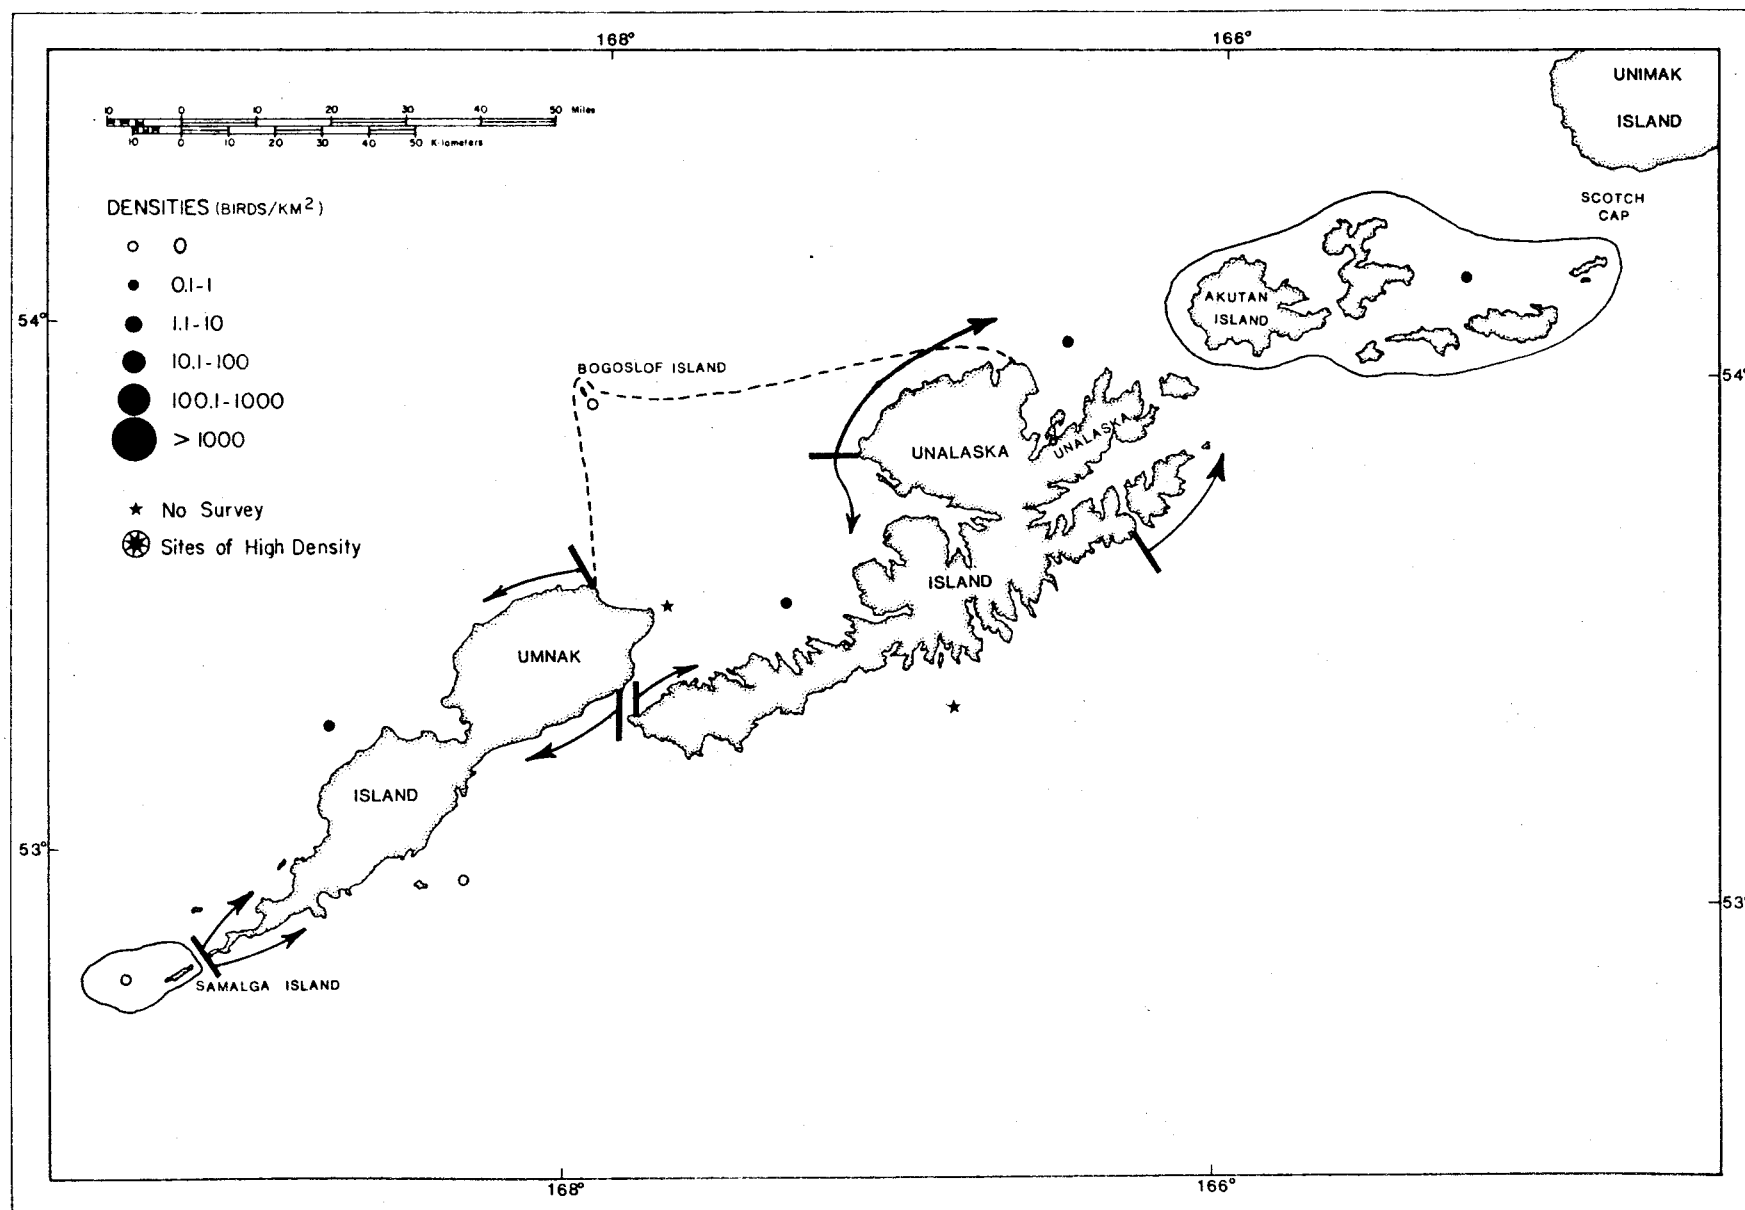 168°
166°
UNIMAK
ISLAND
10 0 10 20 30 40 50 Miles
10 0 10 20 30 40 50 Kilometers
SCOTCH
CAP
DENSITIES (BIRDS/KM²)
0
0.1-1
1.1-10
10.1-100
100.1-1000
> 1000
No Survey
Sites of High Density
54°
AKUTAN
ISLAND
BOGOSLOF ISLAND
54°
UNALASKA
UNALASKA
ISLAND
UMNAK
ISLAND
53°
53°
SAMALGA ISLAND
168°
166°